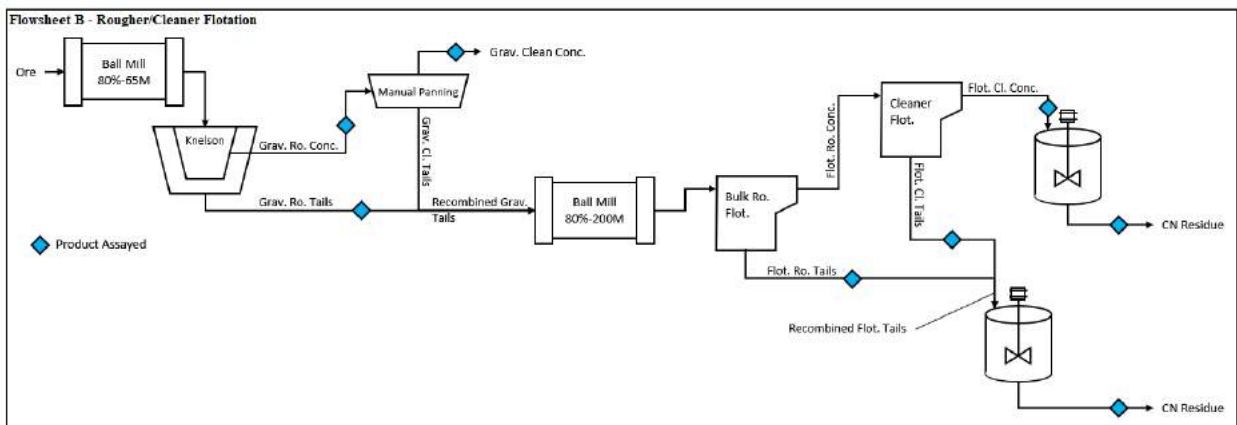 Flowsheet B - Rougher/Cleaner Flotation
Ore
Ball Mill
80%-65M
Grav. Clean Conc.
Manual Panning
Knelson
Grav. Ro. Conc.
Grav. Cl. Tails
Grav. Ro. Tails
Recombined Grav.
Tails
Ball Mill
80%-200M
Bulk Ro.
Flot.
Flot. Ro. Conc.
Cleaner
Flot.
Flot. Cl. Conc.
Flot. Cl. Tails
CN Residue
Flot. Ro. Tails
Recombined Flot. Tails
CN Residue
Product Assayed